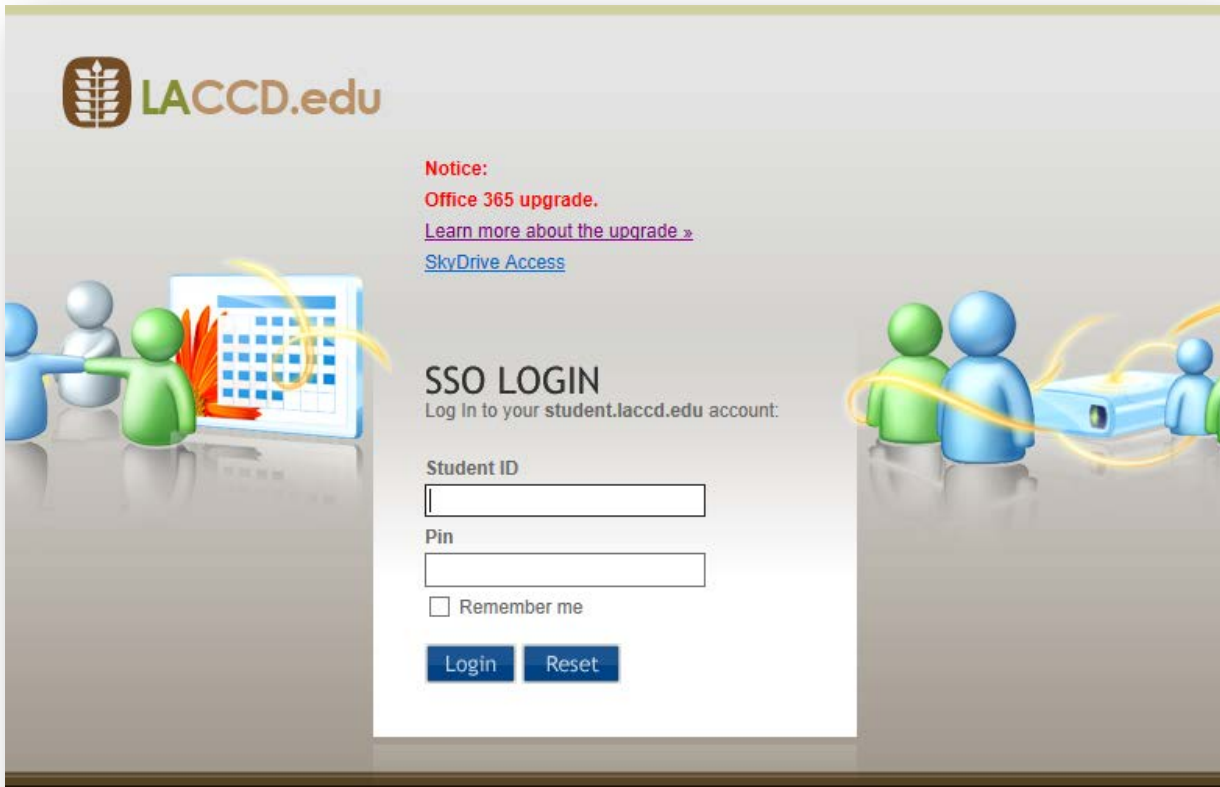 LACCD.edu
Notice:
Office 365 upgrade.
Learn more about the upgrade »
SkyDrive Access
SSO LOGIN
Log In to your student.laccd.edu account:
Student ID
Pin
Remember me
Login Reset